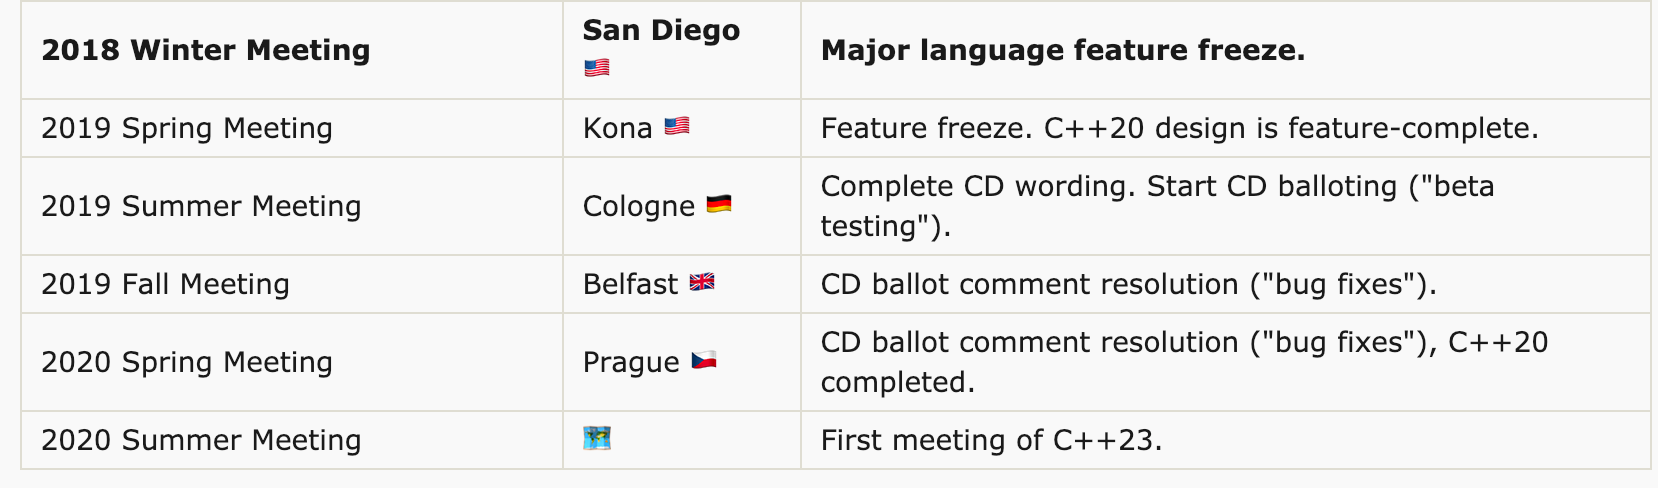 2018 Winter Meeting
San Diego 🇺🇸
Major language feature freeze.
2019 Spring Meeting
Kona 🇺🇸
Feature freeze. C++20 design is feature-complete.
2019 Summer Meeting
Cologne 🇩🇪
Complete CD wording. Start CD balloting ("beta
testing").
2019 Fall Meeting
Belfast 🇬🇧
CD ballot comment resolution ("bug fixes").
2020 Spring Meeting
Prague 🇨🇿
CD ballot comment resolution ("bug fixes"), C++20
completed.
2020 Summer Meeting
🗺️
First meeting of C++23.